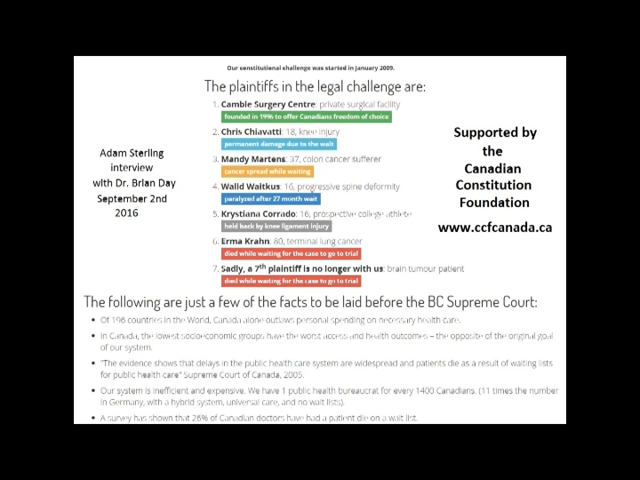 Our constitutional challenge was started in January 2009.
The plaintiffs in the legal challenge are:
1. Cambie Surgery Centre: private surgical facility
founded in 1996 to offer Canadians freedom of choice
2. Chris Chiavatti: 18, knee injury
permanent damage due to the wait
3. Mandy Martens: 37, colon cancer sufferer
cancer spread while waiting
4. Walid Waitkus: 16, progressive spine deformity
paralyzed after 27 month wait
5. Krystiana Corrado: 16, prospective college athlete
held back by knee ligament injury
6. Erma Krahn: 80, terminal lung cancer
died while waiting for the case to go to trial
7. Sadly, a 7th plaintiff is no longer with us: brain tumour patient
died while waiting for the case to go to trial
Adam Sterling
interview
with Dr. Brian Day
September 2nd
2016
Supported by
the
Canadian
Constitution
Foundation
www.ccfcanada.ca
The following are just a few of the facts to be laid before the BC Supreme Court:
• Of 196 countries in the World, Canada alone outlaws personal spending on necessary health care.
• In Canada, the lowest socio-economic groups have the worst access and health outcomes – the opposite of the original goal
of our system.
• "The evidence shows that delays in the public health care system are widespread and patients die as a result of waiting lists
for public health care" Supreme Court of Canada, 2005.
• Our system is inefficient and expensive. We have 1 public health bureaucrat for every 1400 Canadians. (11 times the number
in Germany, with a hybrid system, universal care, and no wait lists).
• A survey has shown that 26% of Canadian doctors have had a patient die on a wait list.